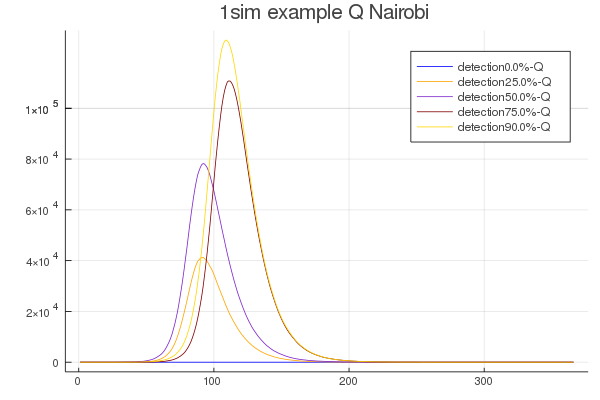 1sim example Q Nairobi
detection0.0%-Q
detection25.0%-Q
detection50.0%-Q
detection75.0%-Q
detection90.0%-Q
1×10 5
8×10 4
6×10 4
4×10 4
2×10 4
0
0 100 200 300